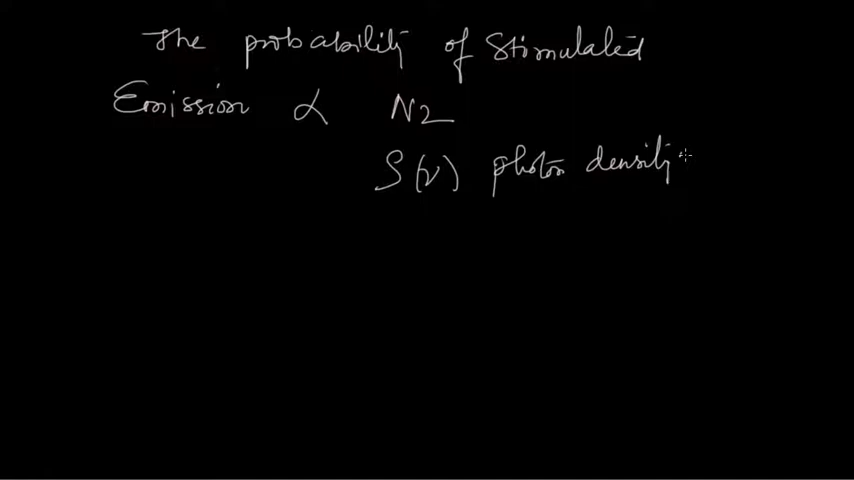 The probability of Stimulated
Emission ∝ N2
ρ(ν) photon density